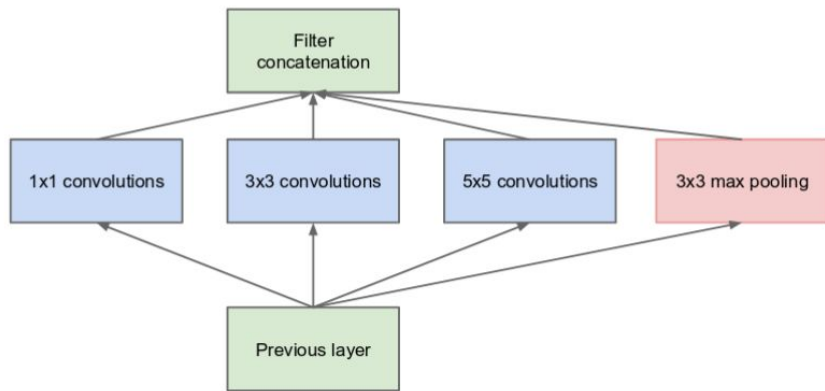 Filter
concatenation
1x1 convolutions
3x3 convolutions
5x5 convolutions
3x3 max pooling
Previous layer